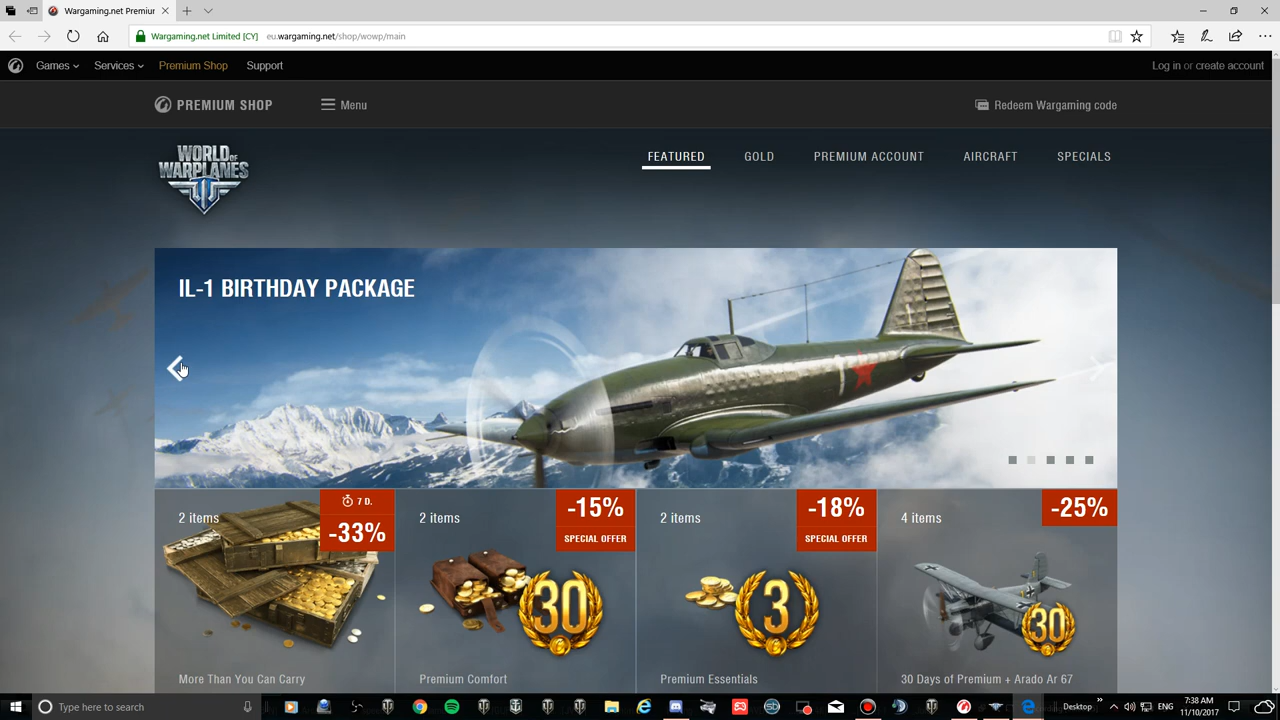 Wargaming.net Premiur
Wargaming.net Limited [CY] eu.wargaming.net/shop/wowp/main
Games Services Premium Shop Support Log in or create account
PREMIUM SHOP Menu Redeem Wargaming code
WORLD OF WARPLANES
FEATURED GOLD PREMIUM ACCOUNT AIRCRAFT SPECIALS
IL-1 BIRTHDAY PACKAGE
2 items 7 D. -33%
2 items -15% SPECIAL OFFER
2 items -18% SPECIAL OFFER
4 items -25%
30
3
30
More Than You Can Carry Premium Comfort Premium Essentials 30 Days of Premium + Arado Ar 67
Type here to search
Desktop
ENG
7:38 AM
11/10/2017